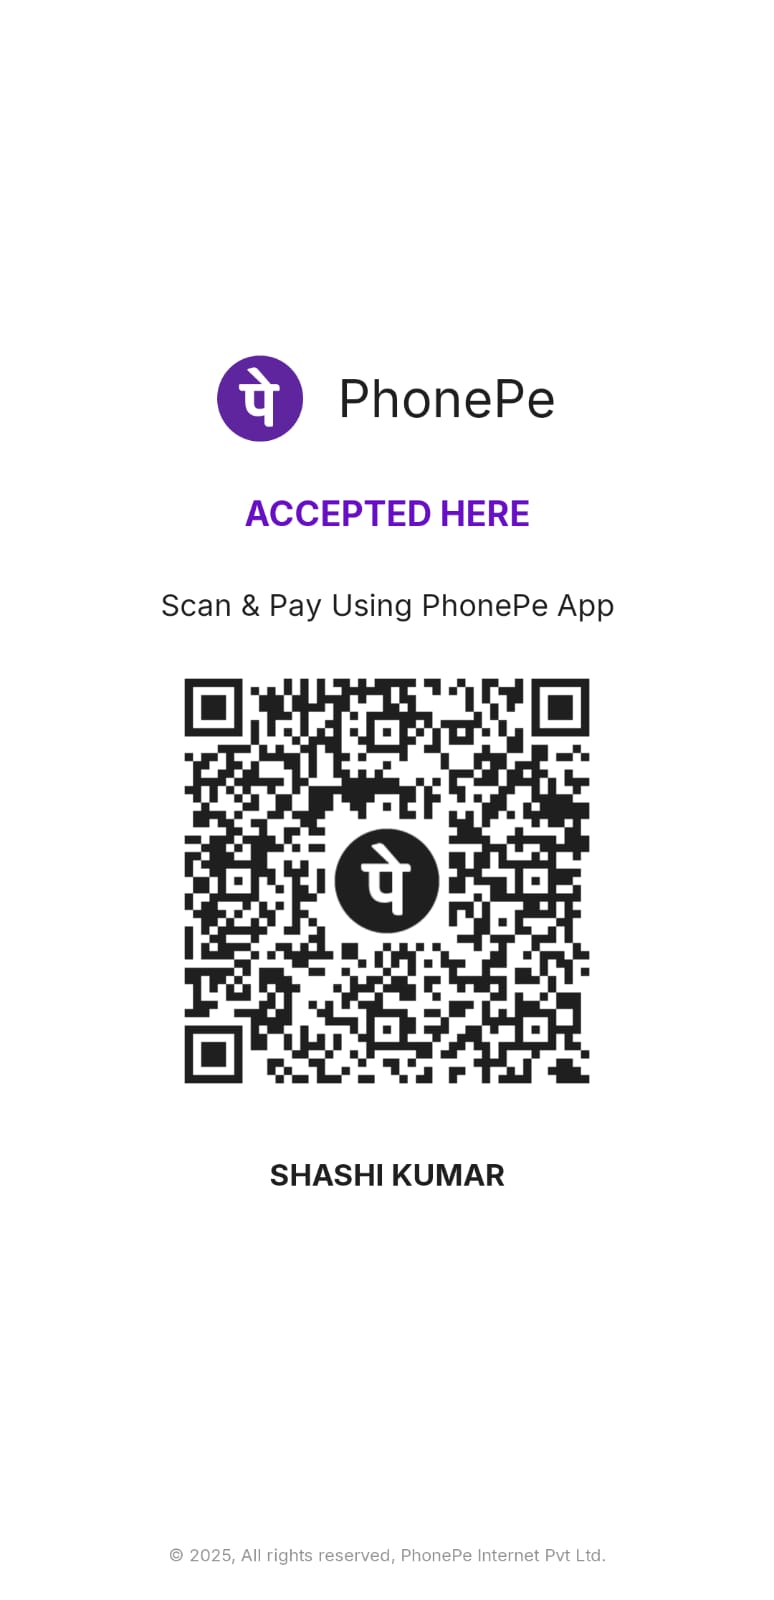 पे PhonePe
ACCEPTED HERE
Scan & Pay Using PhonePe App
पे
SHASHI KUMAR
© 2025, All rights reserved, PhonePe Internet Pvt Ltd.